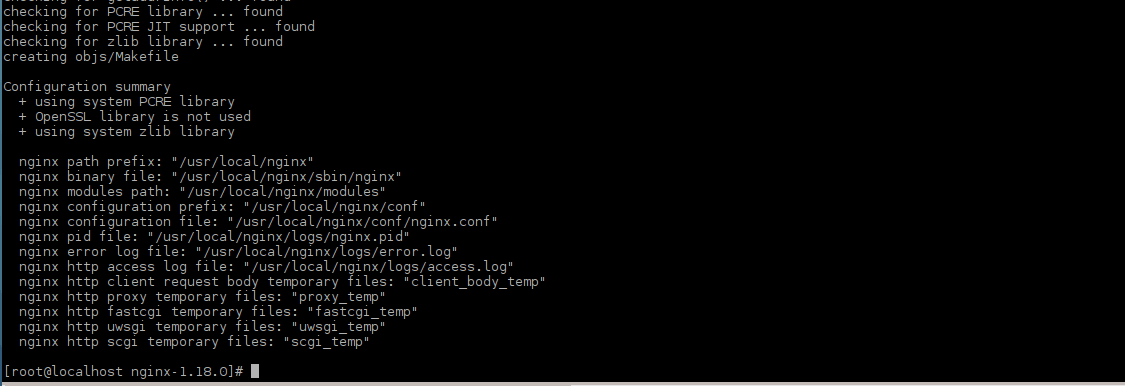 checking for getaddrinfo() ... found
checking for PCRE library ... found
checking for PCRE JIT support ... found
checking for zlib library ... found
creating objs/Makefile
Configuration summary
+ using system PCRE library
+ OpenSSL library is not used
+ using system zlib library
nginx path prefix: "/usr/local/nginx"
nginx binary file: "/usr/local/nginx/sbin/nginx"
nginx modules path: "/usr/local/nginx/modules"
nginx configuration prefix: "/usr/local/nginx/conf"
nginx configuration file: "/usr/local/nginx/conf/nginx.conf"
nginx pid file: "/usr/local/nginx/logs/nginx.pid"
nginx error log file: "/usr/local/nginx/logs/error.log"
nginx http access log file: "/usr/local/nginx/logs/access.log"
nginx http client request body temporary files: "client_body_temp"
nginx http proxy temporary files: "proxy_temp"
nginx http fastcgi temporary files: "fastcgi_temp"
nginx http uwsgi temporary files: "uwsgi_temp"
nginx http scgi temporary files: "scgi_temp"
[root@localhost nginx-1.18.0]#